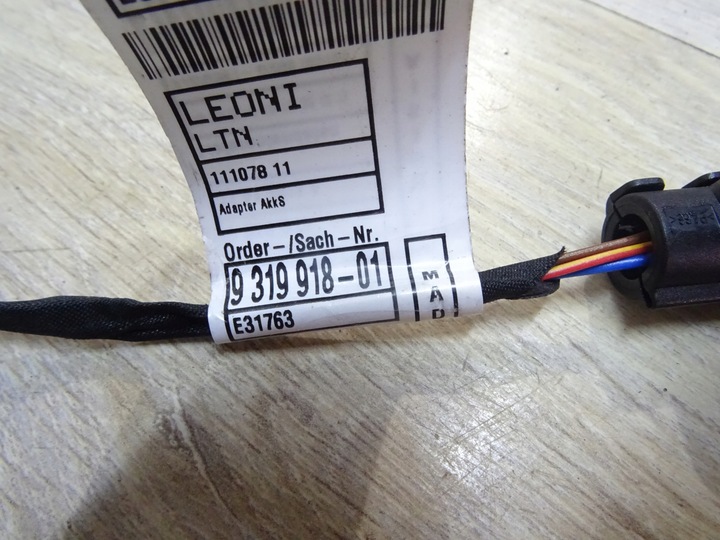 LEONI
LTN
111078 11
Adapter AkkS
Order-/Sach-Nr.
9 319 918-01
E31763
MAD